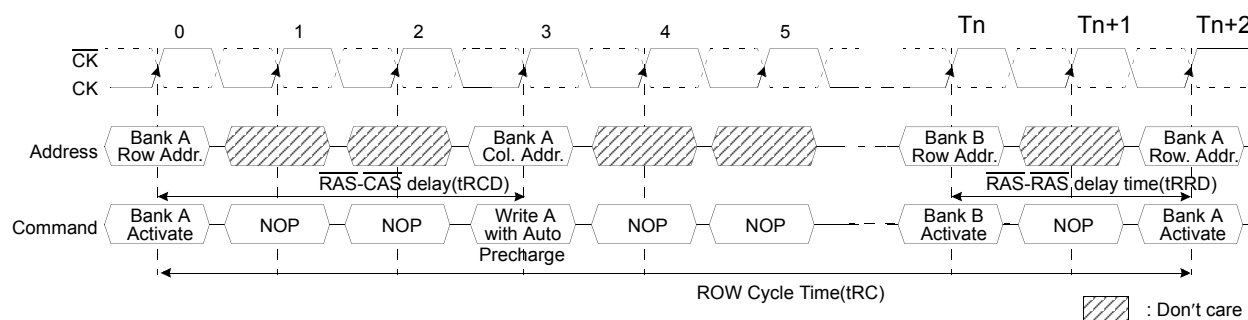 0 1 2 3 4 5 Tn Tn+1 Tn+2
CK
CK
Address
Bank A
Row Addr.
Bank A
Col. Addr.
Bank B
Row Addr.
Bank A
Row. Addr.
RAS-CAS delay(tRCD)
RAS-RAS delay time(tRRD)
Command
Bank A
Activate
NOP
NOP
Write A
with Auto
Precharge
NOP
NOP
Bank B
Activate
NOP
Bank A
Activate
ROW Cycle Time(tRC)
: Don't care